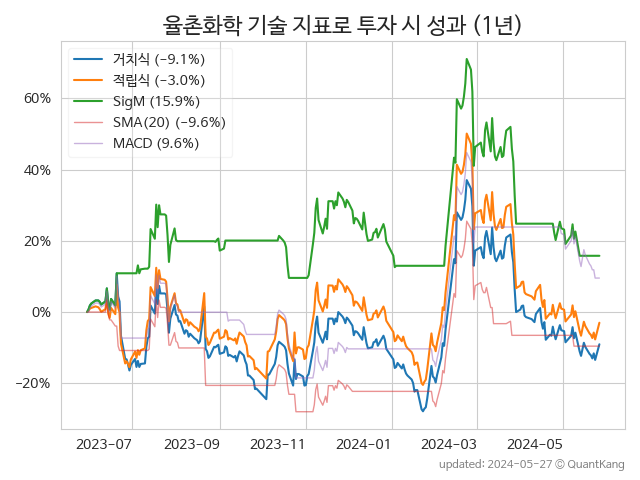 율촌화학 기술 지표로 투자 시 성과 (1년)
거치식 (−9.1%)
적립식 (−3.0%)
SigM (15.9%)
SMA(20) (−9.6%)
MACD (9.6%)
60%
40%
20%
0%
−20%
2023−07 2023−09 2023−11 2024−01 2024−03 2024−05
updated: 2024−05−27 © QuantKang